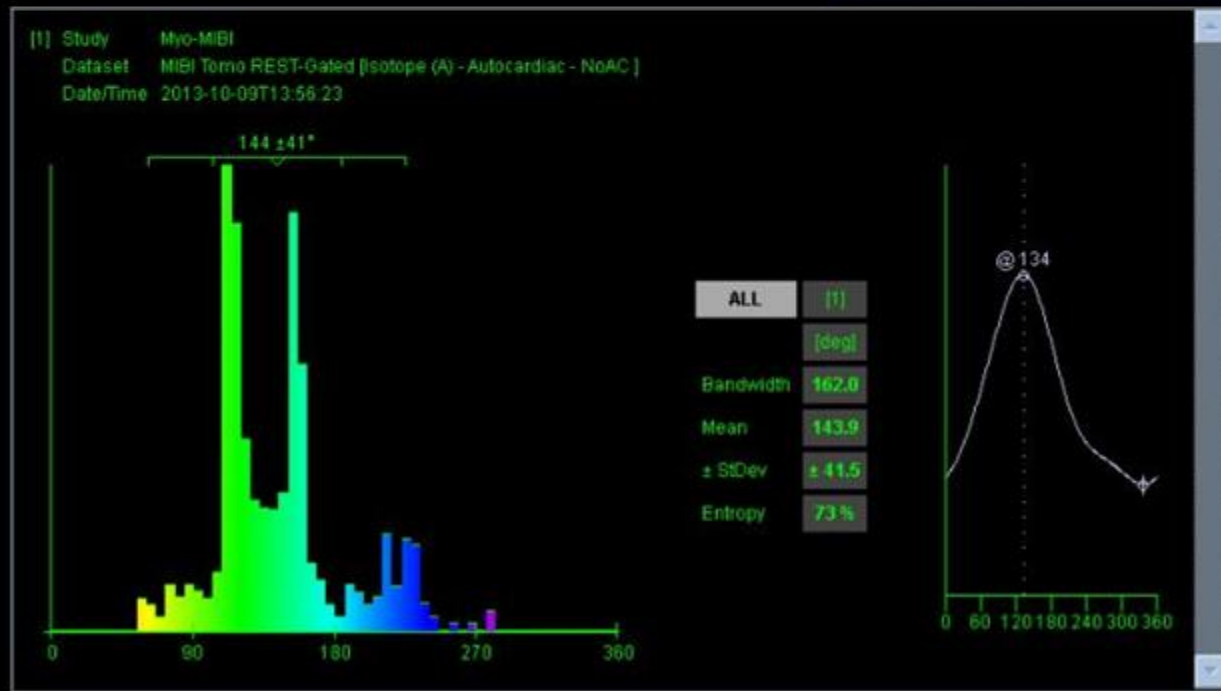 [1] Study Myo-MIBI
Dataset MIBI Tomo REST-Gated [Isotope (A) - Autocardiac - NoAC ]
Date/Time 2013-10-09T13:56:23
144 ±41°
0 90 180 270 360
ALL [1]
[deg]
Bandwidth 162.0
Mean 143.9
± StDev ± 41.5
Entropy 73 %
@134
0 60 120 180 240 300 360